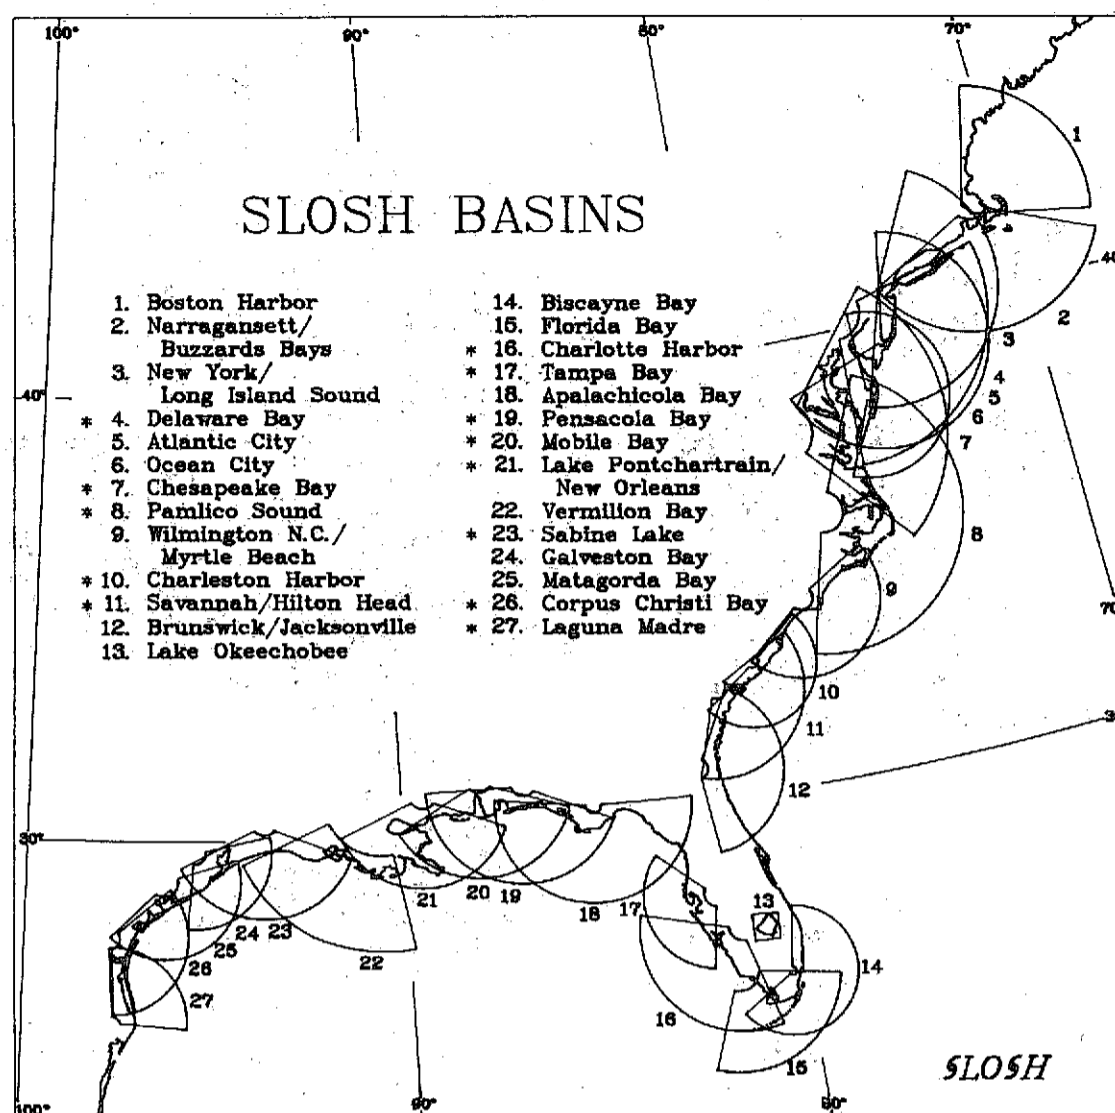 100°
90°
80°
70°
1
SLOSH BASINS
40
1. Boston Harbor
2. Narragansett/
Buzzards Bays
3. New York/
Long Island Sound
* 4. Delaware Bay
5. Atlantic City
6. Ocean City
* 7. Chesapeake Bay
* 8. Pamlico Sound
9. Wilmington N.C./
Myrtle Beach
* 10. Charleston Harbor
* 11. Savannah/Hilton Head
12. Brunswick/Jacksonville
13. Lake Okeechobee
14. Biscayne Bay
15. Florida Bay
* 16. Charlotte Harbor
* 17. Tampa Bay
18. Apalachicola Bay
* 19. Pensacola Bay
* 20. Mobile Bay
* 21. Lake Pontchartrain/
New Orleans
22. Vermilion Bay
* 23. Sabine Lake
24. Galveston Bay
25. Matagorda Bay
* 26. Corpus Christi Bay
* 27. Laguna Madre
2
3
4
5
6
7
40°
8
9
70
10
11
3
12
30°
13
14
15
16
17
18
19
20
21
22
23
24
25
26
27
SLOSH
100°
90°
80°